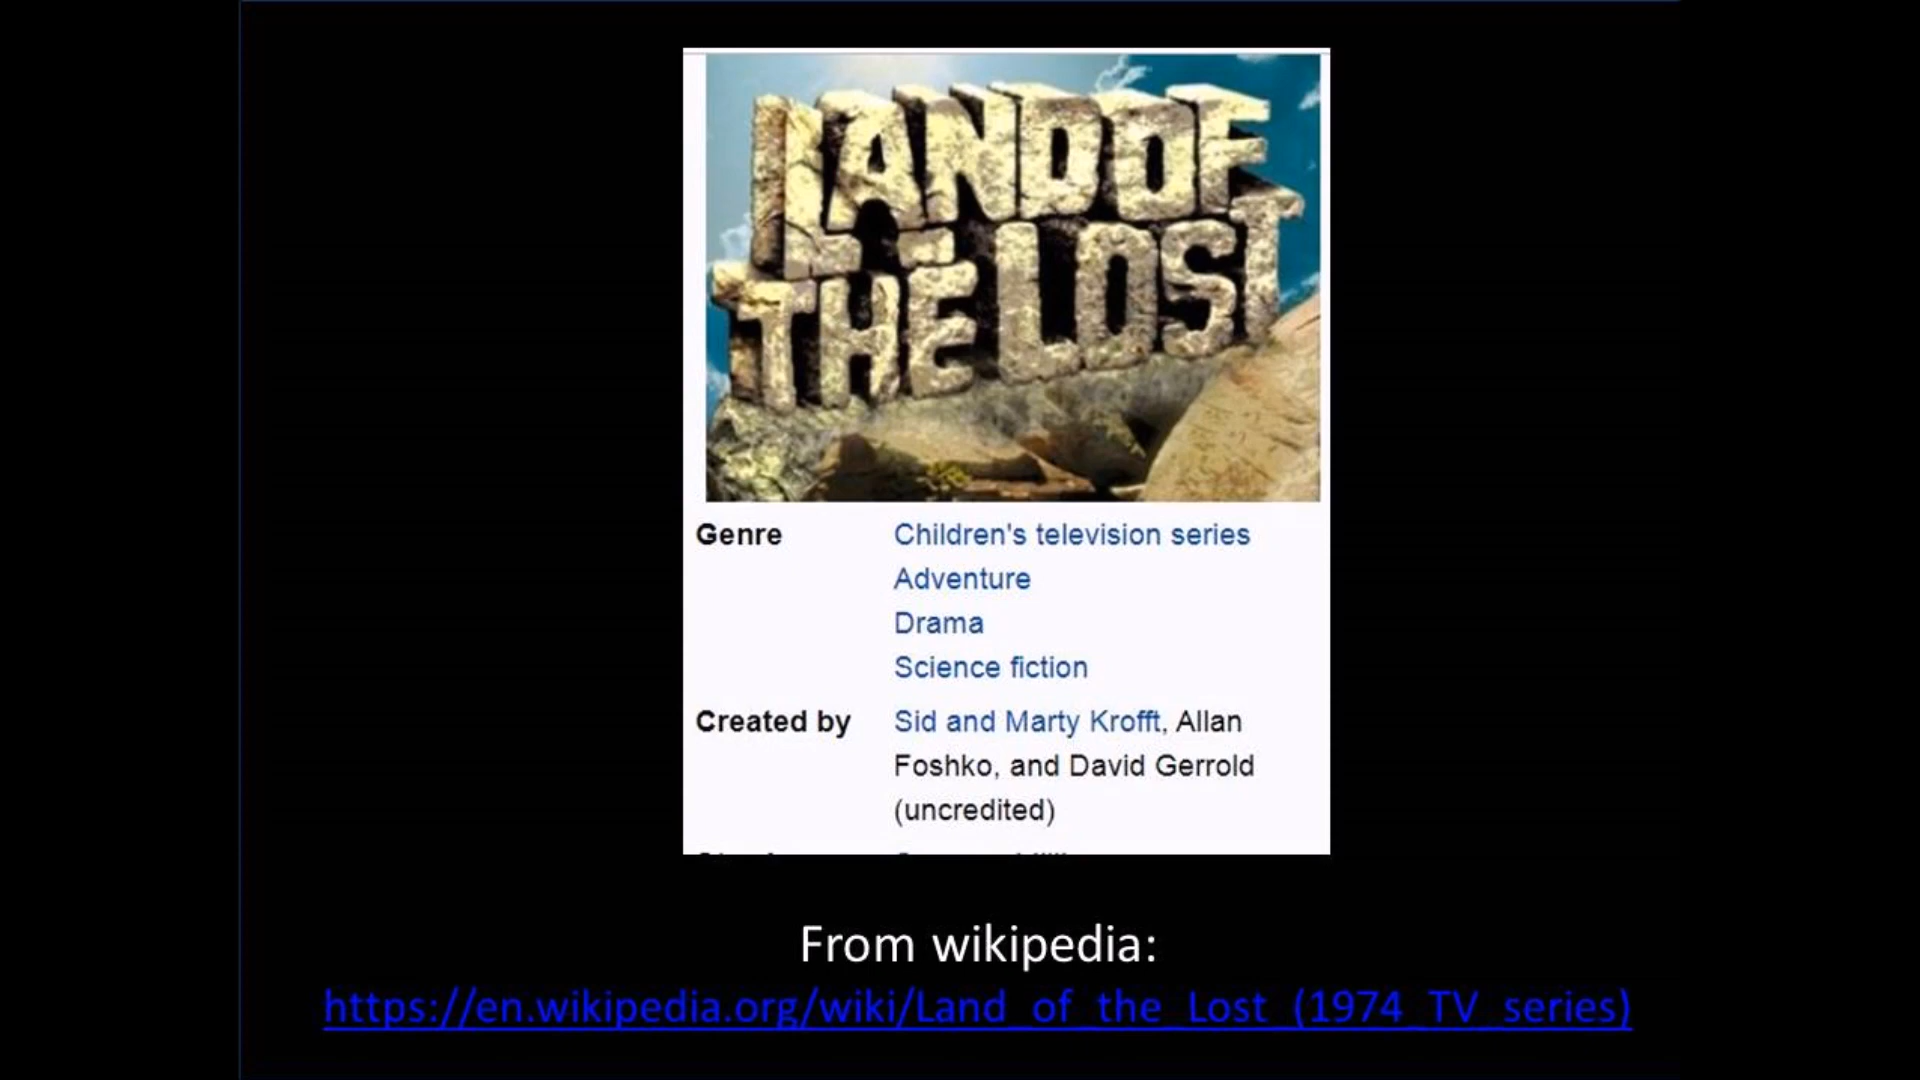 LAND OF
THE LOST
Genre Children's television series
Adventure
Drama
Science fiction
Created by Sid and Marty Krofft, Allan
Foshko, and David Gerrold
(uncredited)
From wikipedia:
https://en.wikipedia.org/wiki/Land_of_the_Lost_(1974_TV_series)